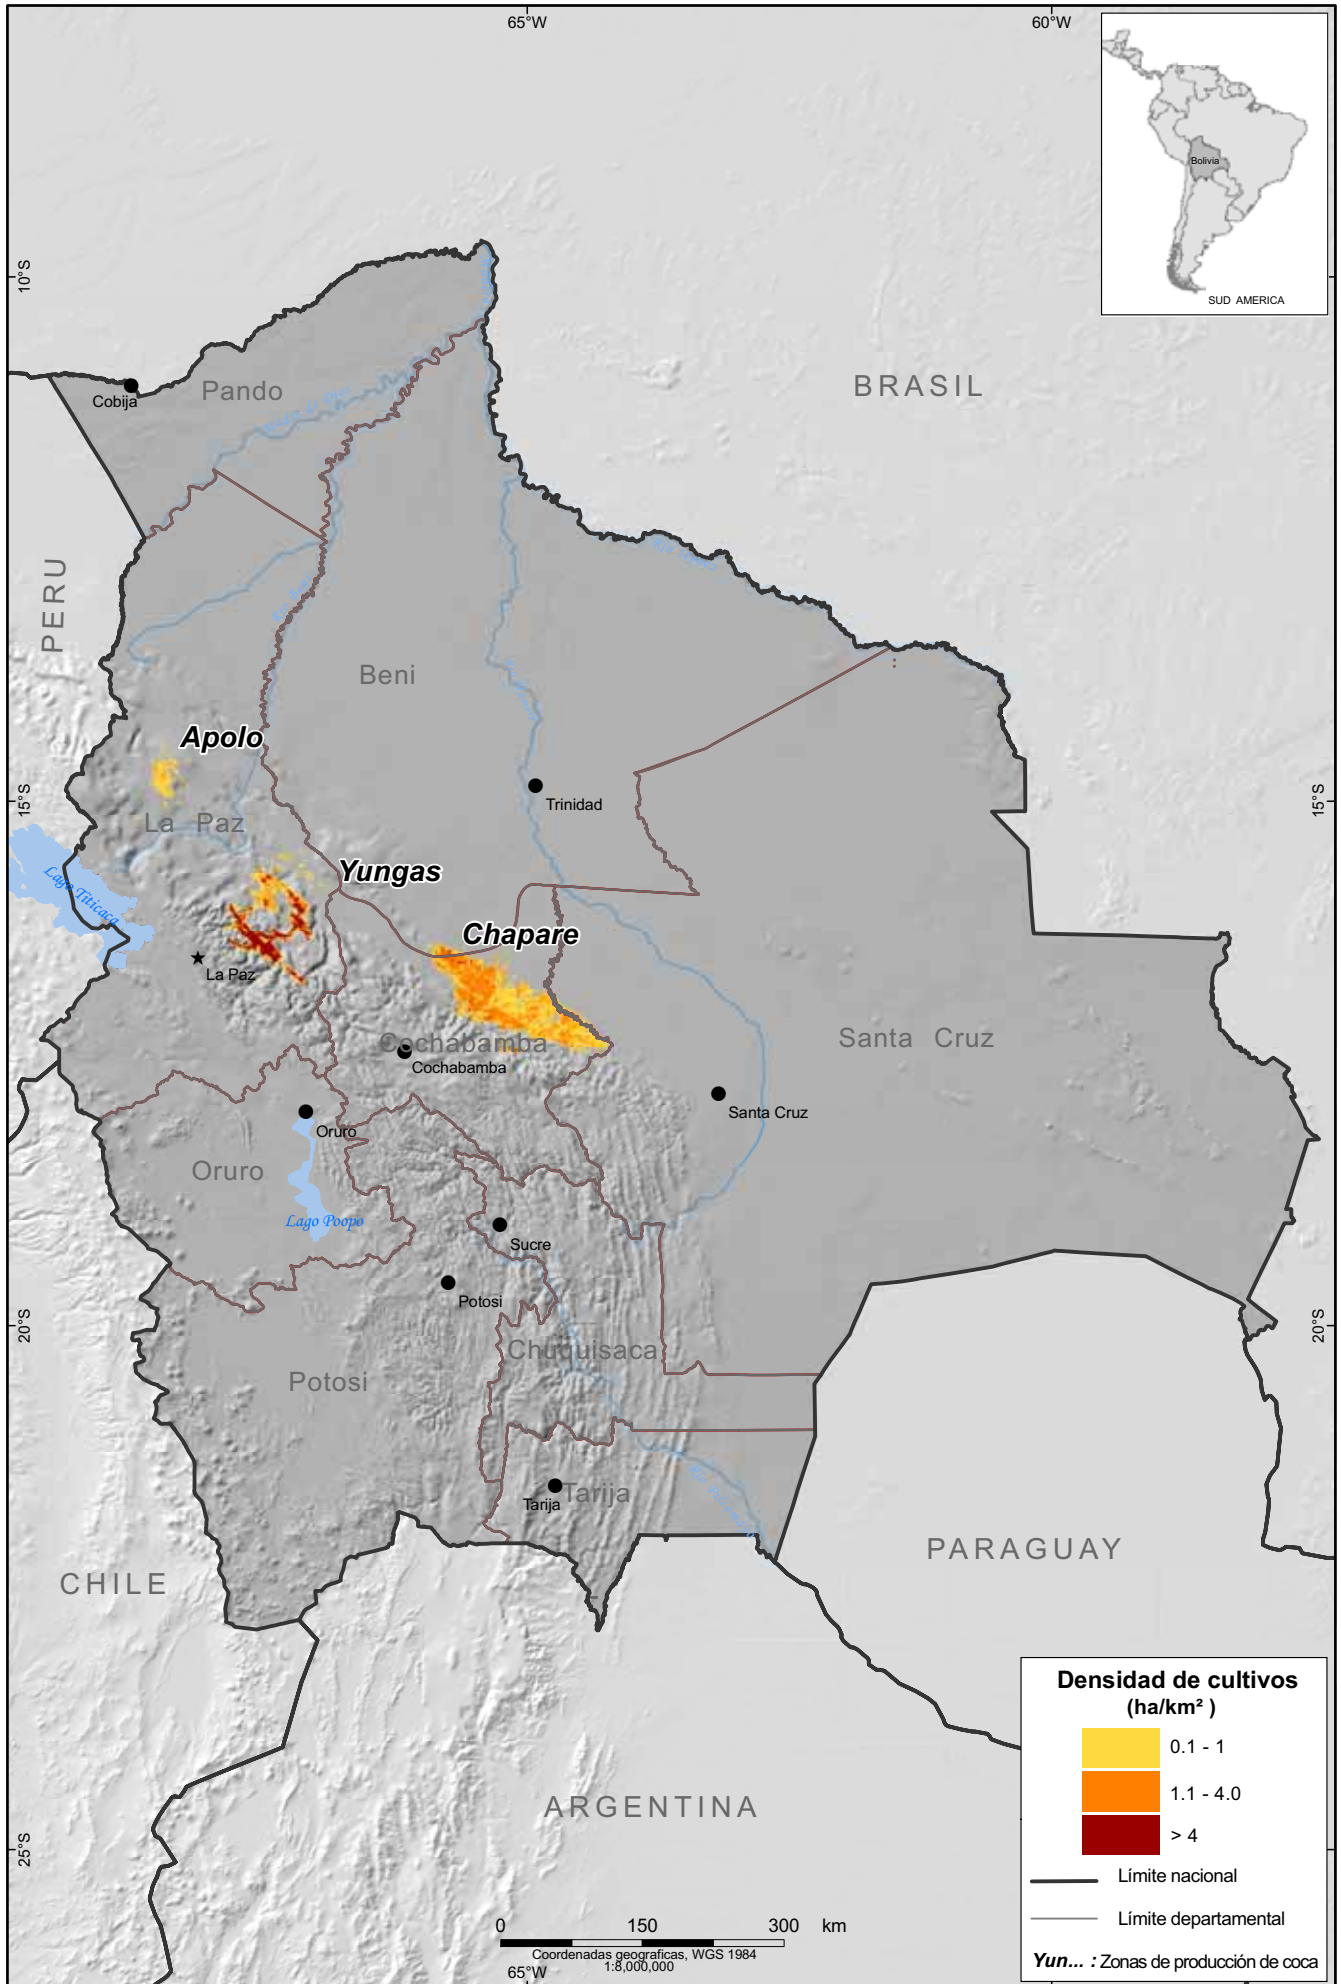 65°W
60°W
Bolivia
SUD AMERICA
10°S
Cobija
Pando
BRASIL
PERU
Beni
Apolo
Trinidad
15°S
15°S
La Paz
Yungas
Lago Titicaca
Chapare
La Paz
Cochabamba
Cochabamba
Santa Cruz
Santa Cruz
Oruro
Oruro
Lago Poopo
Sucre
Potosi
20°S
20°S
Chuquisaca
Potosi
Tarija
Tarija
PARAGUAY
CHILE
ARGENTINA
25°S
Densidad de cultivos
(ha/km² )
0.1 - 1
1.1 - 4.0
> 4
Límite nacional
Límite departamental
Yun... : Zonas de producción de coca
0 150 300 km
Coordenadas geograficas, WGS 1984
1:8,000,000
65°W